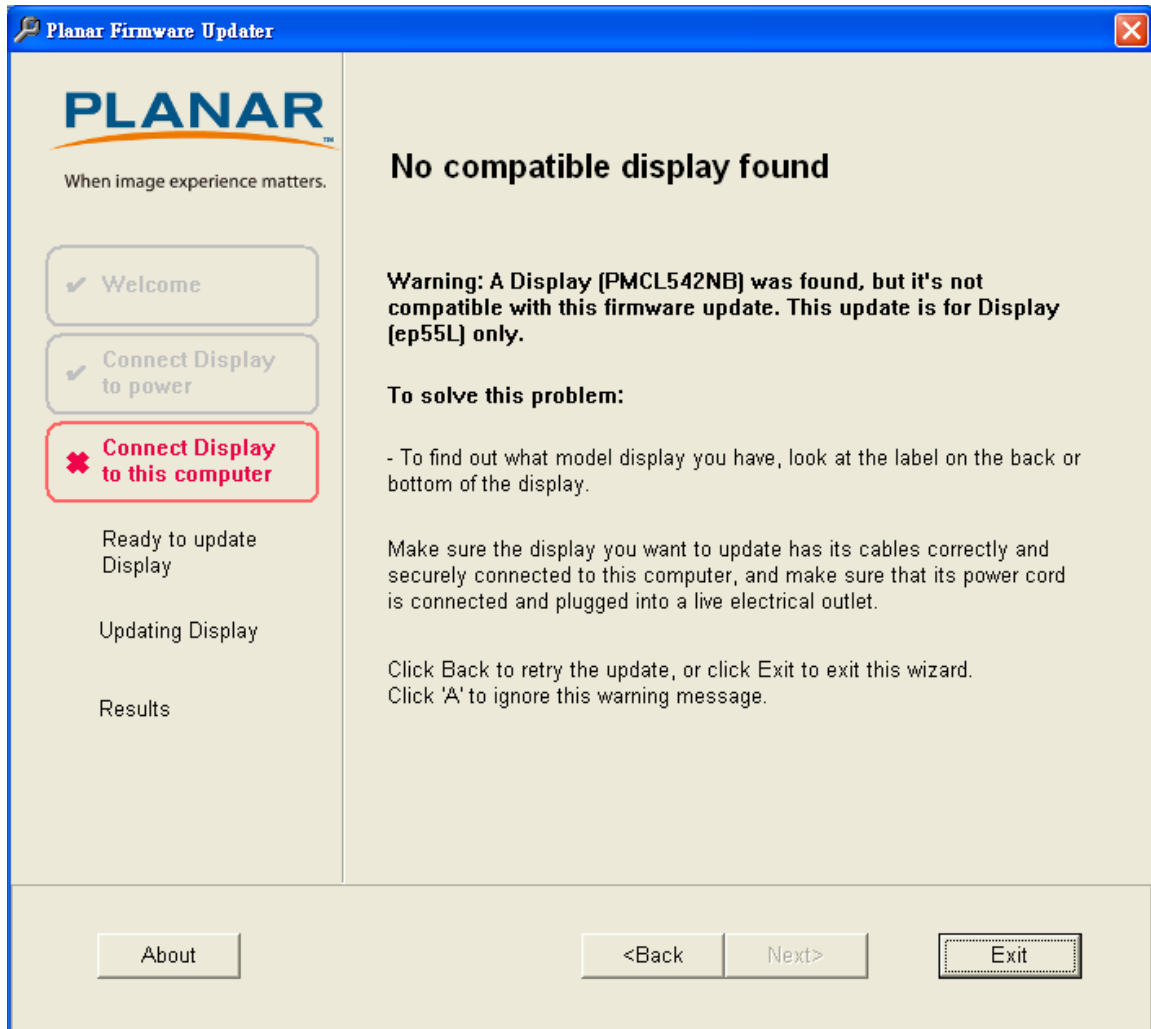 Planar Firmware Updater
PLANAR
TM
When image experience matters.
✔ Welcome
✔ Connect Display
to power
✖ Connect Display
to this computer
Ready to update
Display
Updating Display
Results
No compatible display found
Warning: A Display (PMCL542NB) was found, but it's not
compatible with this firmware update. This update is for Display
(ep55L) only.
To solve this problem:
- To find out what model display you have, look at the label on the back or
bottom of the display.
Make sure the display you want to update has its cables correctly and
securely connected to this computer, and make sure that its power cord
is connected and plugged into a live electrical outlet.
Click Back to retry the update, or click Exit to exit this wizard.
Click 'A' to ignore this warning message.
About
<Back
Next>
Exit